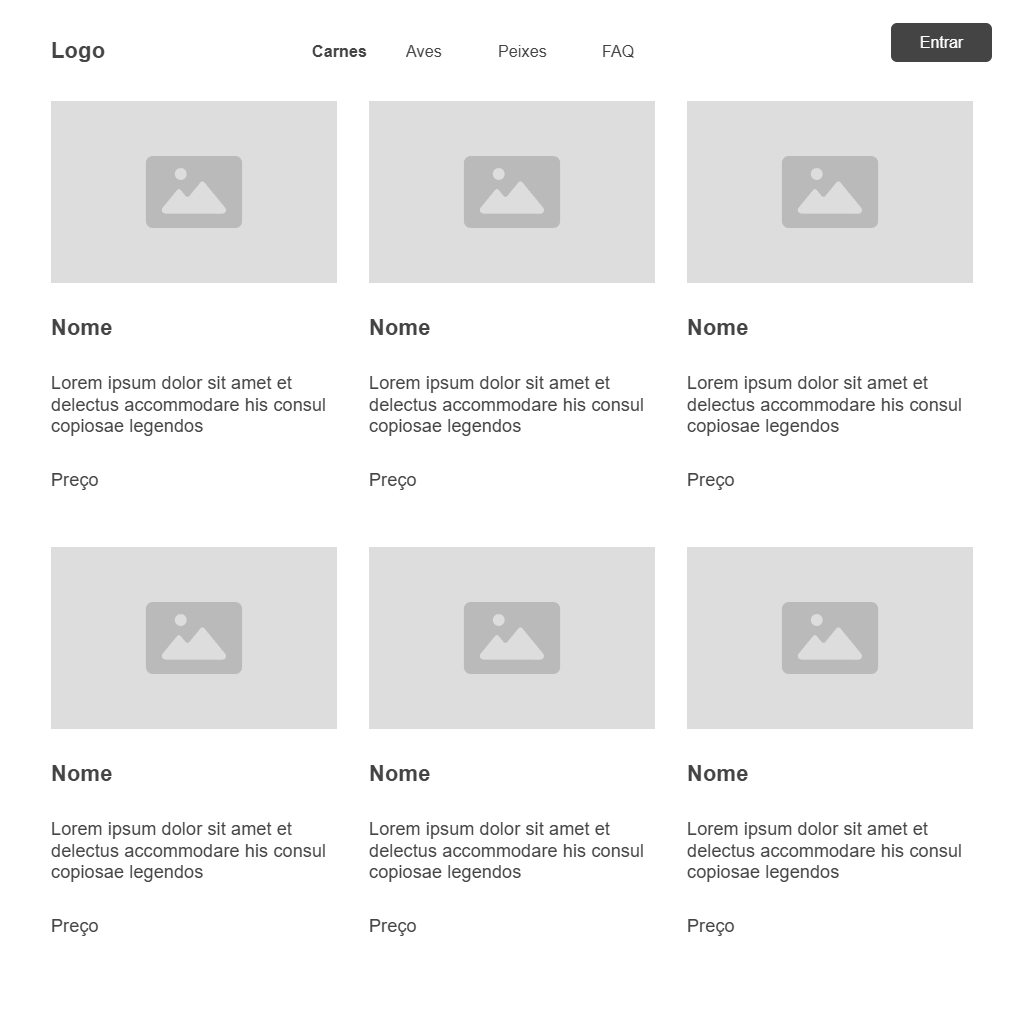 Logo
Carnes Aves Peixes FAQ
Entrar
Nome
Lorem ipsum dolor sit amet et
delectus accommodare his consul
copiosae legendos
Preço
Nome
Lorem ipsum dolor sit amet et
delectus accommodare his consul
copiosae legendos
Preço
Nome
Lorem ipsum dolor sit amet et
delectus accommodare his consul
copiosae legendos
Preço
Nome
Lorem ipsum dolor sit amet et
delectus accommodare his consul
copiosae legendos
Preço
Nome
Lorem ipsum dolor sit amet et
delectus accommodare his consul
copiosae legendos
Preço
Nome
Lorem ipsum dolor sit amet et
delectus accommodare his consul
copiosae legendos
Preço